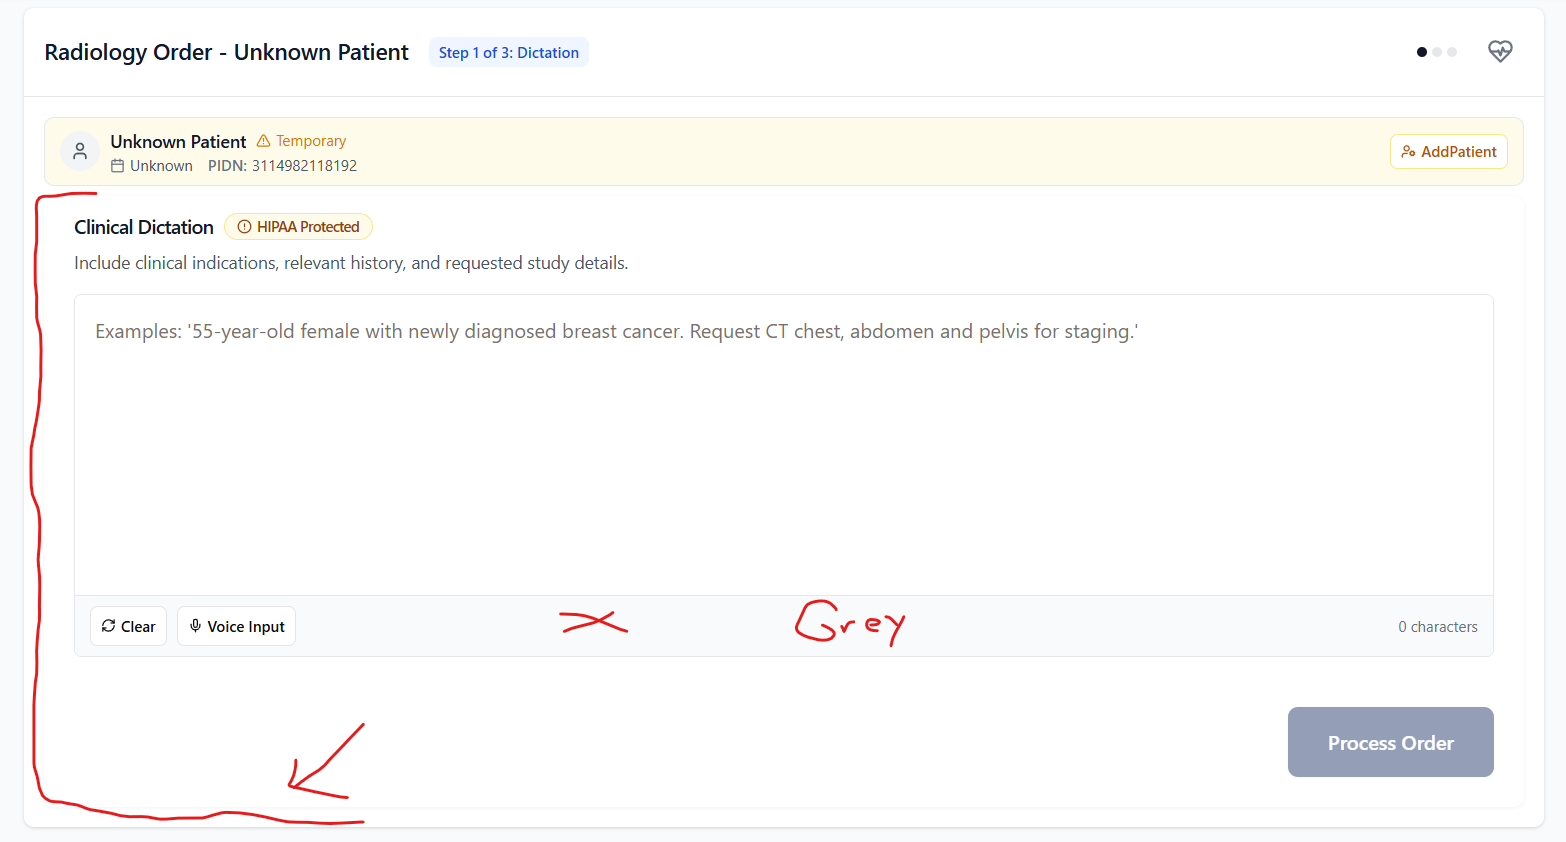 Radiology Order - Unknown Patient Step 1 of 3: Dictation
Unknown Patient Temporary
Unknown PIDN: 3114982118192
AddPatient
Clinical Dictation HIPAA Protected
Include clinical indications, relevant history, and requested study details.
Examples: '55-year-old female with newly diagnosed breast cancer. Request CT chest, abdomen and pelvis for staging.'
Clear Voice Input Grey 0 characters
Process Order